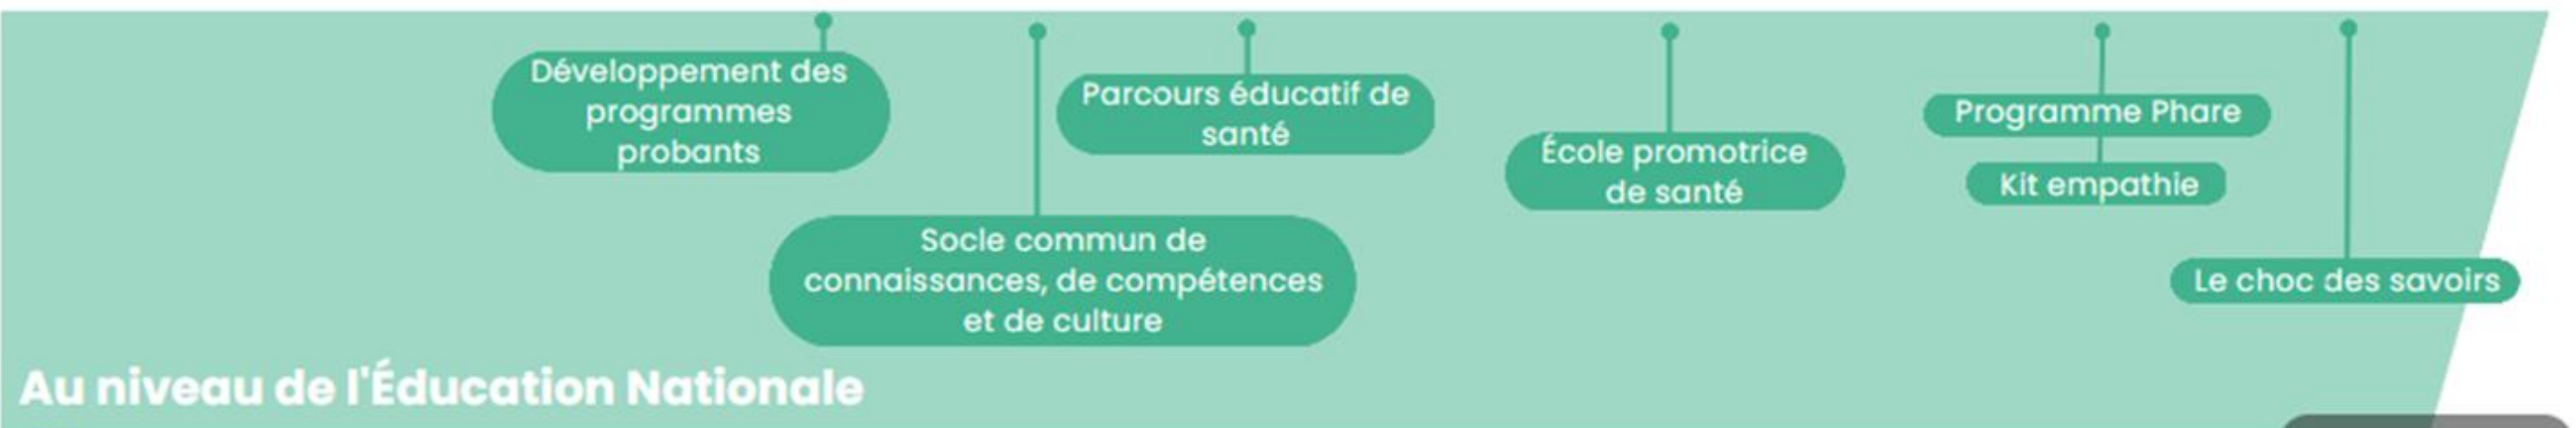 Développement des
programmes
probants
Socle commun de
connaissances, de compétences
et de culture
Parcours éducatif de
santé
École promotrice
de santé
Programme Phare
Kit empathie
Le choc des savoirs
Au niveau de l'Éducation Nationale